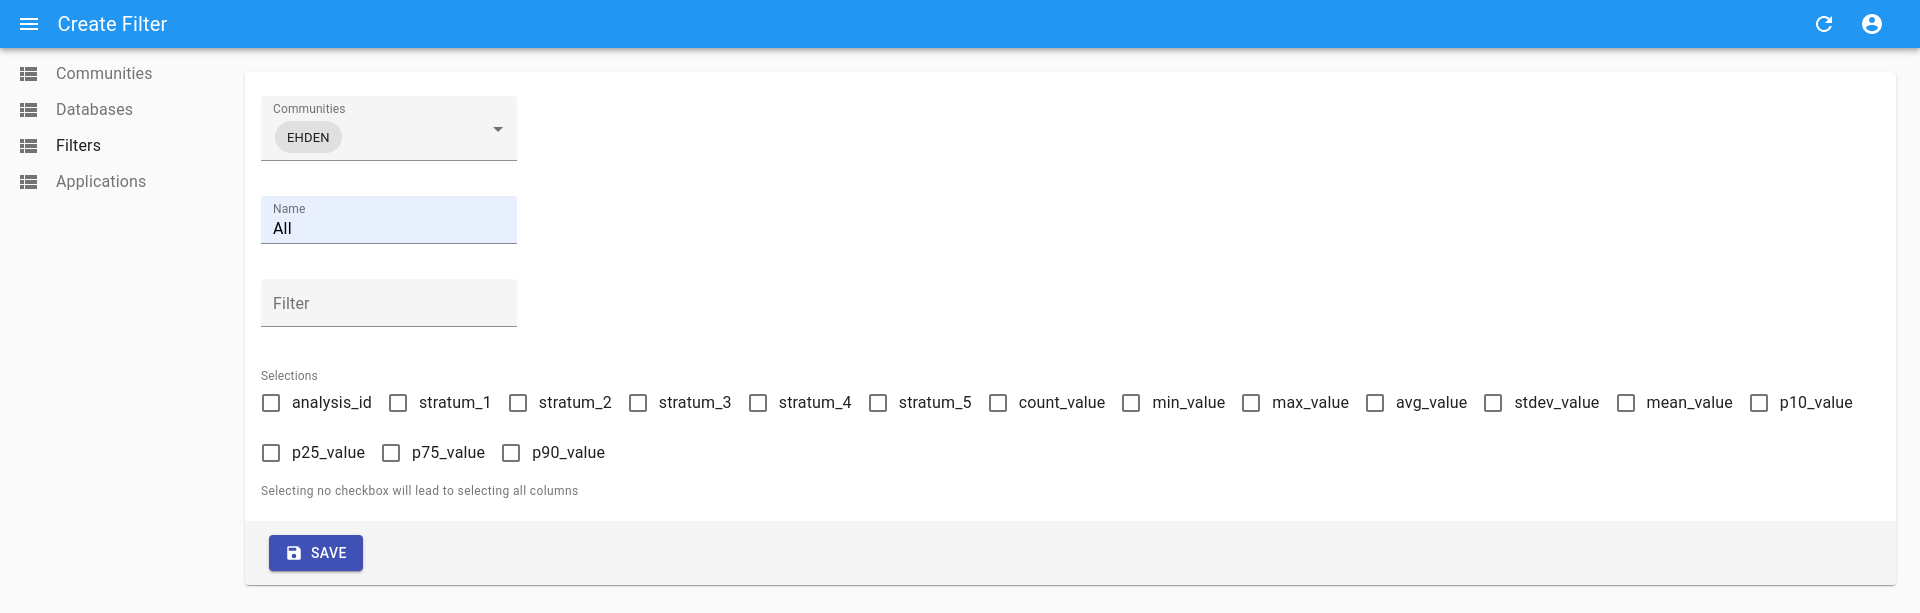 Create Filter
Communities
Databases
Filters
Applications
Communities
EHDEN
Name
All
Filter
Selections
analysis_id stratum_1 stratum_2 stratum_3 stratum_4 stratum_5 count_value min_value max_value avg_value stdev_value mean_value p10_value
p25_value p75_value p90_value
Selecting no checkbox will lead to selecting all columns
SAVE